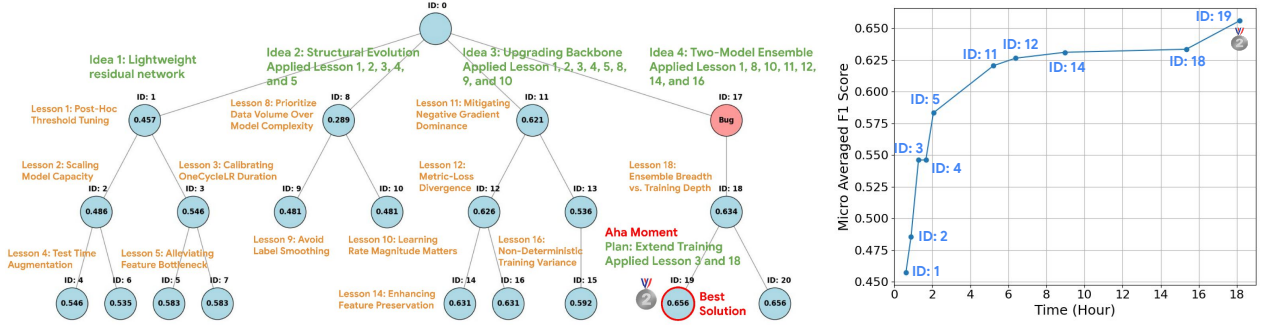 ID: 0
Idea 1: Lightweight
residual network
Idea 2: Structural Evolution
Applied Lesson 1, 2, 3, 4,
and 5
Idea 3: Upgrading Backbone
Applied Lesson 1, 2, 3, 4, 5, 8,
9, and 10
Idea 4: Two-Model Ensemble
Applied Lesson 1, 8, 10, 11, 12,
14, and 16
Lesson 1: Post-Hoc
Threshold Tuning
ID: 1
0.457
Lesson 8: Prioritize
Data Volume Over
Model Complexity
ID: 8
0.289
Lesson 11: Mitigating
Negative Gradient
Dominance
ID: 11
0.621
ID: 17
Bug
Lesson 2: Scaling
Model Capacity
ID: 2
0.486
Lesson 3: Calibrating
OneCycleLR Duration
ID: 3
0.546
ID: 9
0.481
ID: 10
0.481
Lesson 12:
Metric-Loss
Divergence
ID: 12
0.626
ID: 13
0.536
Lesson 18:
Ensemble Breadth
vs. Training Depth
ID: 18
0.634
Lesson 4: Test Time
Augmentation
ID: 4
0.546
ID: 6
0.535
Lesson 5: Alleviating
Feature Bottleneck
ID: 5
0.583
ID: 7
0.583
Lesson 9: Avoid
Label Smoothing
Lesson 10: Learning
Rate Magnitude Matters
Lesson 14: Enhancing
Feature Preservation
ID: 14
0.631
Lesson 16:
Non-Deterministic
Training Variance
ID: 16
0.631
ID: 15
0.592
Aha Moment
Plan: Extend Training
Applied Lesson 3 and 18
2
ID: 19
0.656
Best
Solution
ID: 20
0.656
Micro Averaged F1 Score
0.650
0.625
0.600
0.575
0.550
0.525
0.500
0.475
0.450
ID: 1
ID: 2
ID: 3
ID: 4
ID: 5
ID: 11
ID: 12
ID: 14
ID: 18
ID: 19
2
0 2 4 6 8 10 12 14 16 18
Time (Hour)